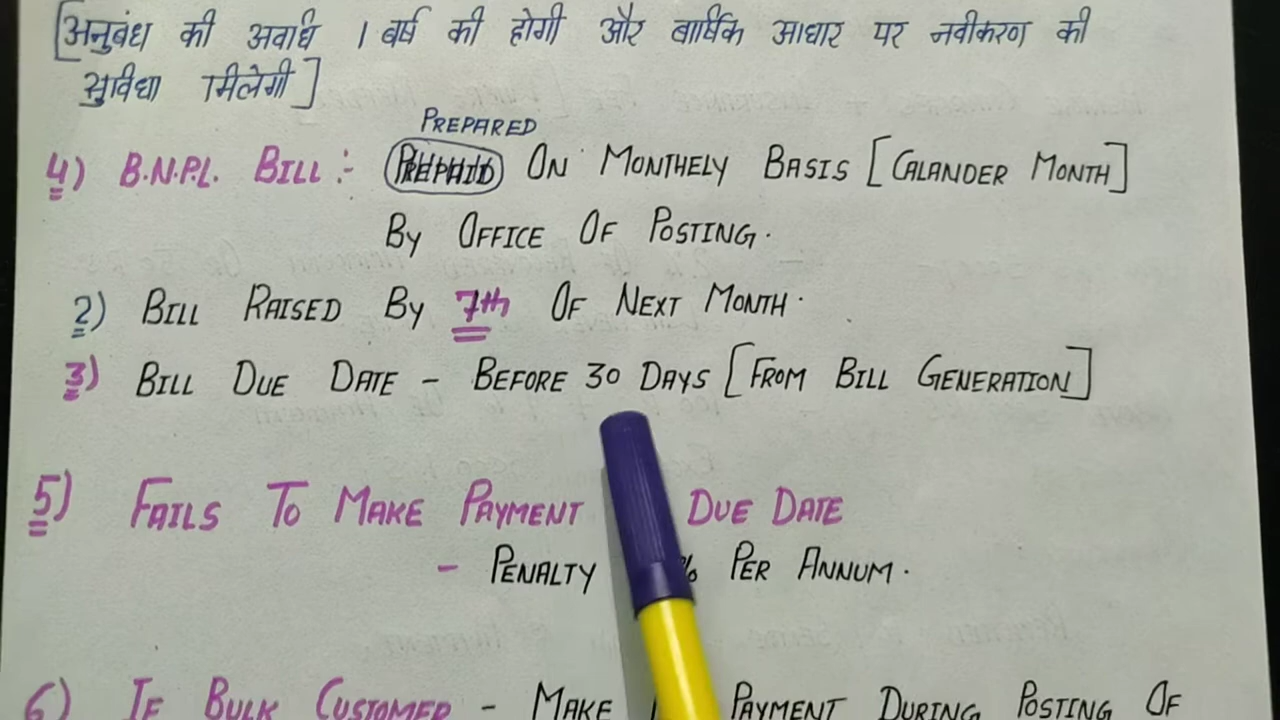 [अनुबंध की अवधि 1 वर्ष की होगी और वार्षिक आधार पर नवीकरण की
सुविधा मिलेगी]
PREPARED
4) B.N.P.L. BILL :- ON MONTHELY BASIS [CALANDER MONTH]
BY OFFICE OF POSTING.
2) BILL RAISED BY 7th OF NEXT MONTH.
3) BILL DUE DATE - BEFORE 30 DAYS [FROM BILL GENERATION]
5) FAILS TO MAKE PAYMENT DUE DATE
- PENALTY % PER ANNUM.
6) IF BULK CUSTOMER - MAKE PAYMENT DURING POSTING OF